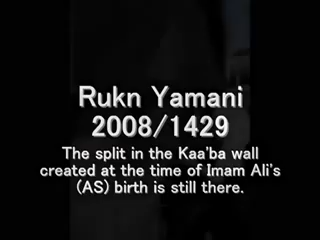 Rukn Yamani
2008/1429
The split in the Kaa'ba wall
created at the time of Imam Ali's
(AS) birth is still there.